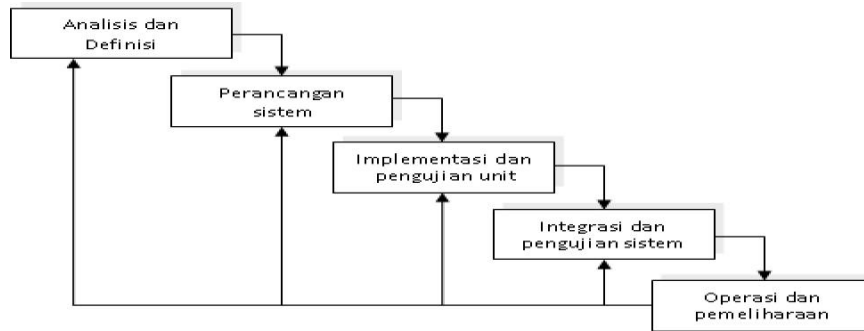 Analisis dan
Definisi
Perancangan
sistem
Implementasi dan
pengujian unit
Integrasi dan
pengujian sistem
Operasi dan
pemeliharaan